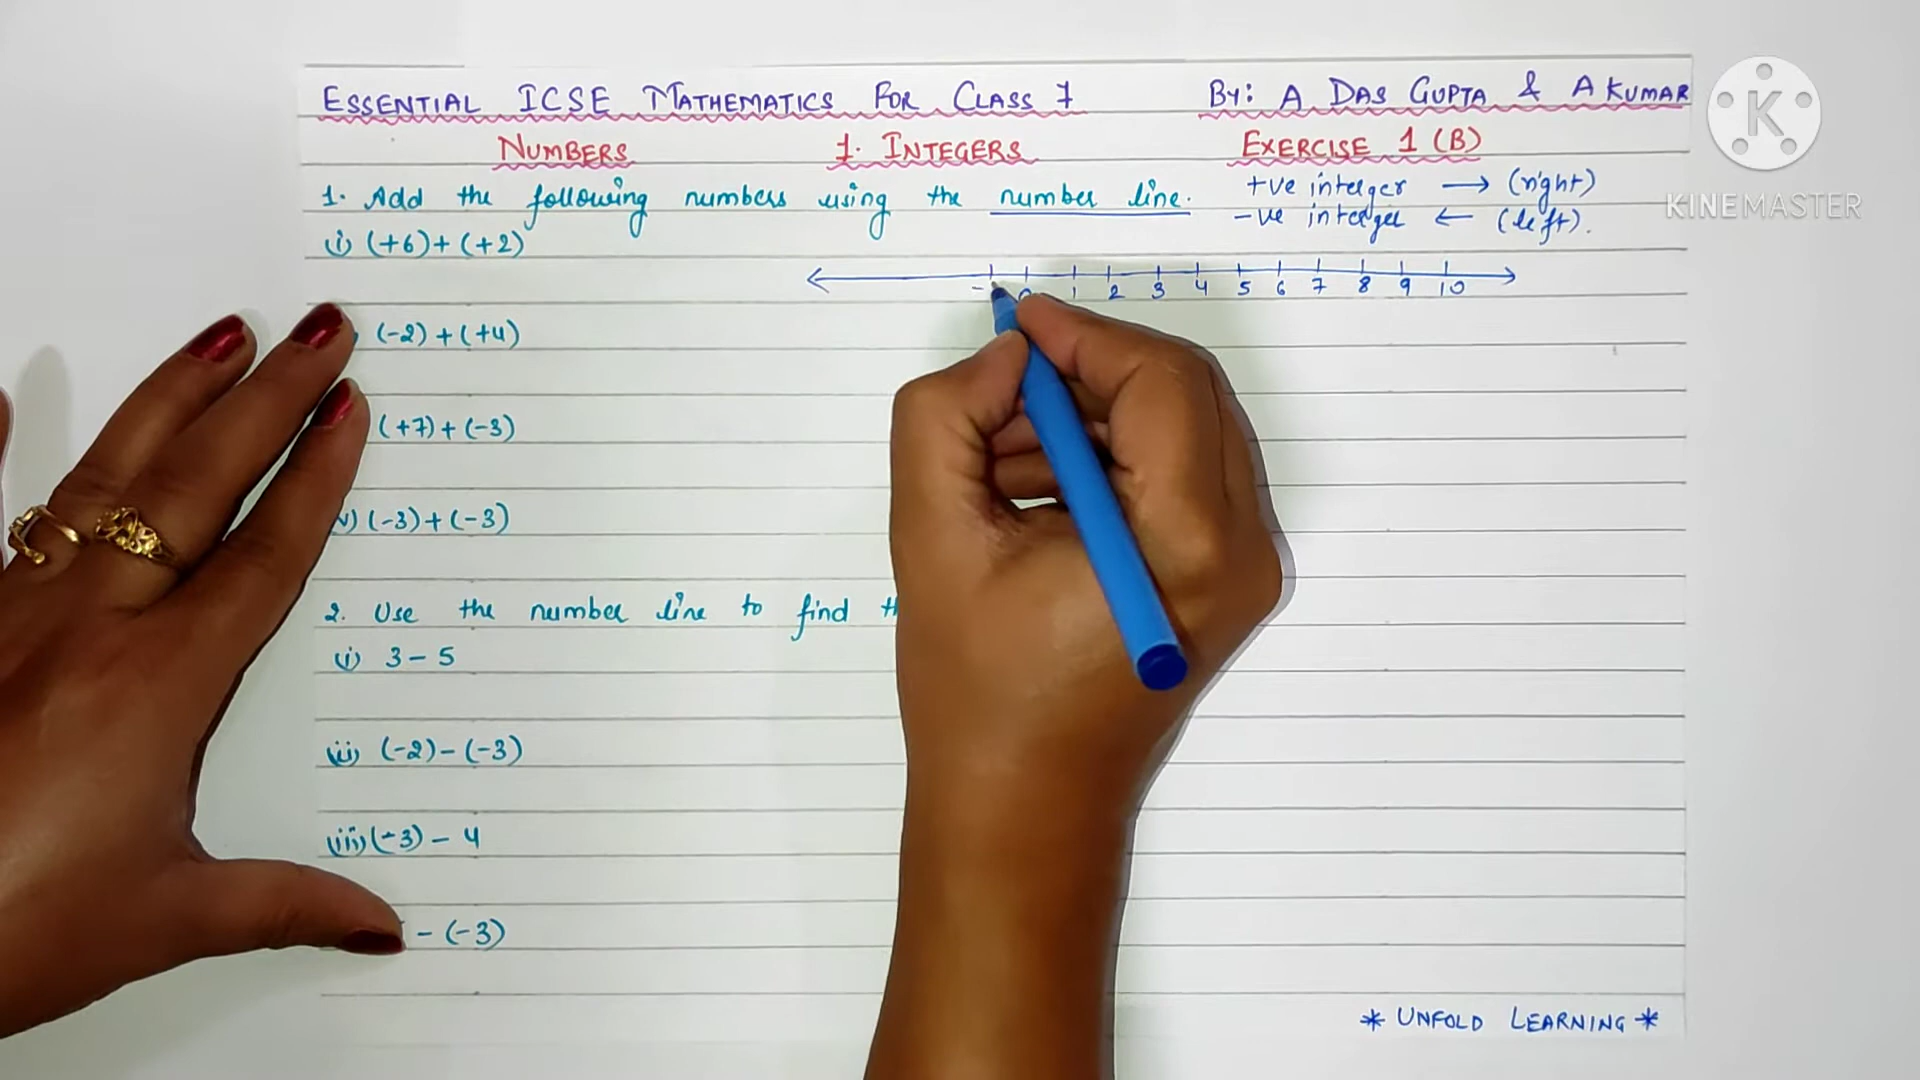 ESSENTIAL ICSE MATHEMATICS FOR CLASS 7 BY: A DAS GUPTA & A KUMAR
NUMBERS 1. INTEGERS EXERCISE 1 (B)
1. Add the following numbers using the number line. +ve interger → (right)
-ve interger ← (left).
(i) (+6)+(+2)
- 0 1 2 3 4 5 6 7 8 9 10
(-2)+(+4)
(+7)+(-3)
v) (-3)+(-3)
2. Use the number line to find
(i) 3-5
(ii) (-2)-(-3)
(iii) (-3)-4
-(-3)
* UNFOLD LEARNING *
K
KINEMASTER